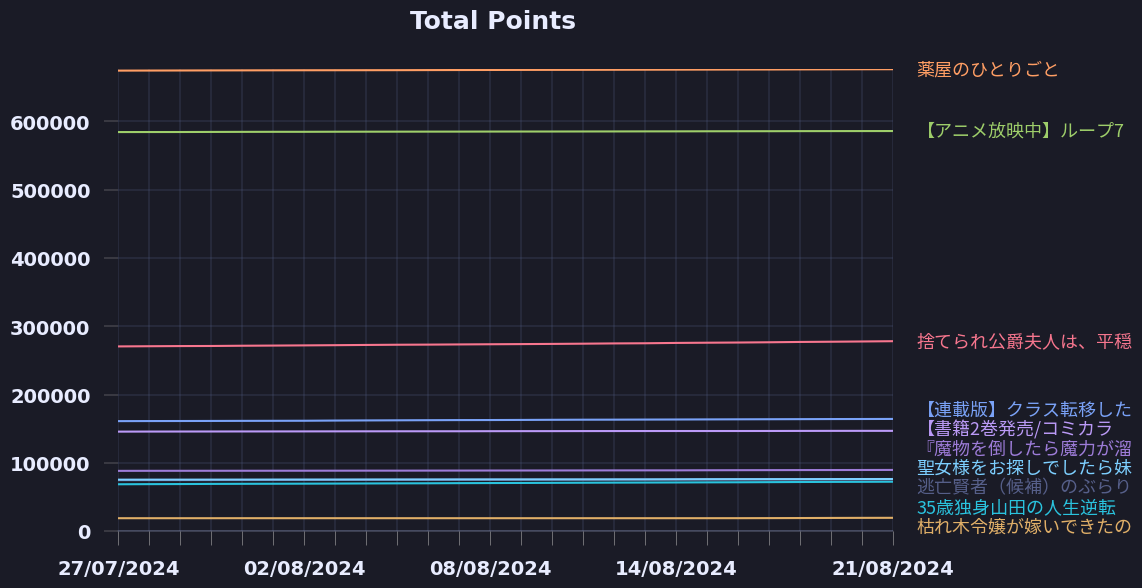 Total Points
600000
500000
400000
300000
200000
100000
0
27/07/2024 02/08/2024 08/08/2024 14/08/2024 21/08/2024
薬屋のひとりごと
【アニメ放映中】ループ7
捨てられ公爵夫人は、平穏
【連載版】クラス転移した
【書籍2巻発売/コミカラ
『魔物を倒したら魔力が溜
聖女様をお探しでしたら妹
逃亡賢者（候補）のぶらり
35歳独身山田の人生逆転
枯れ木令嬢が嫁いできたの